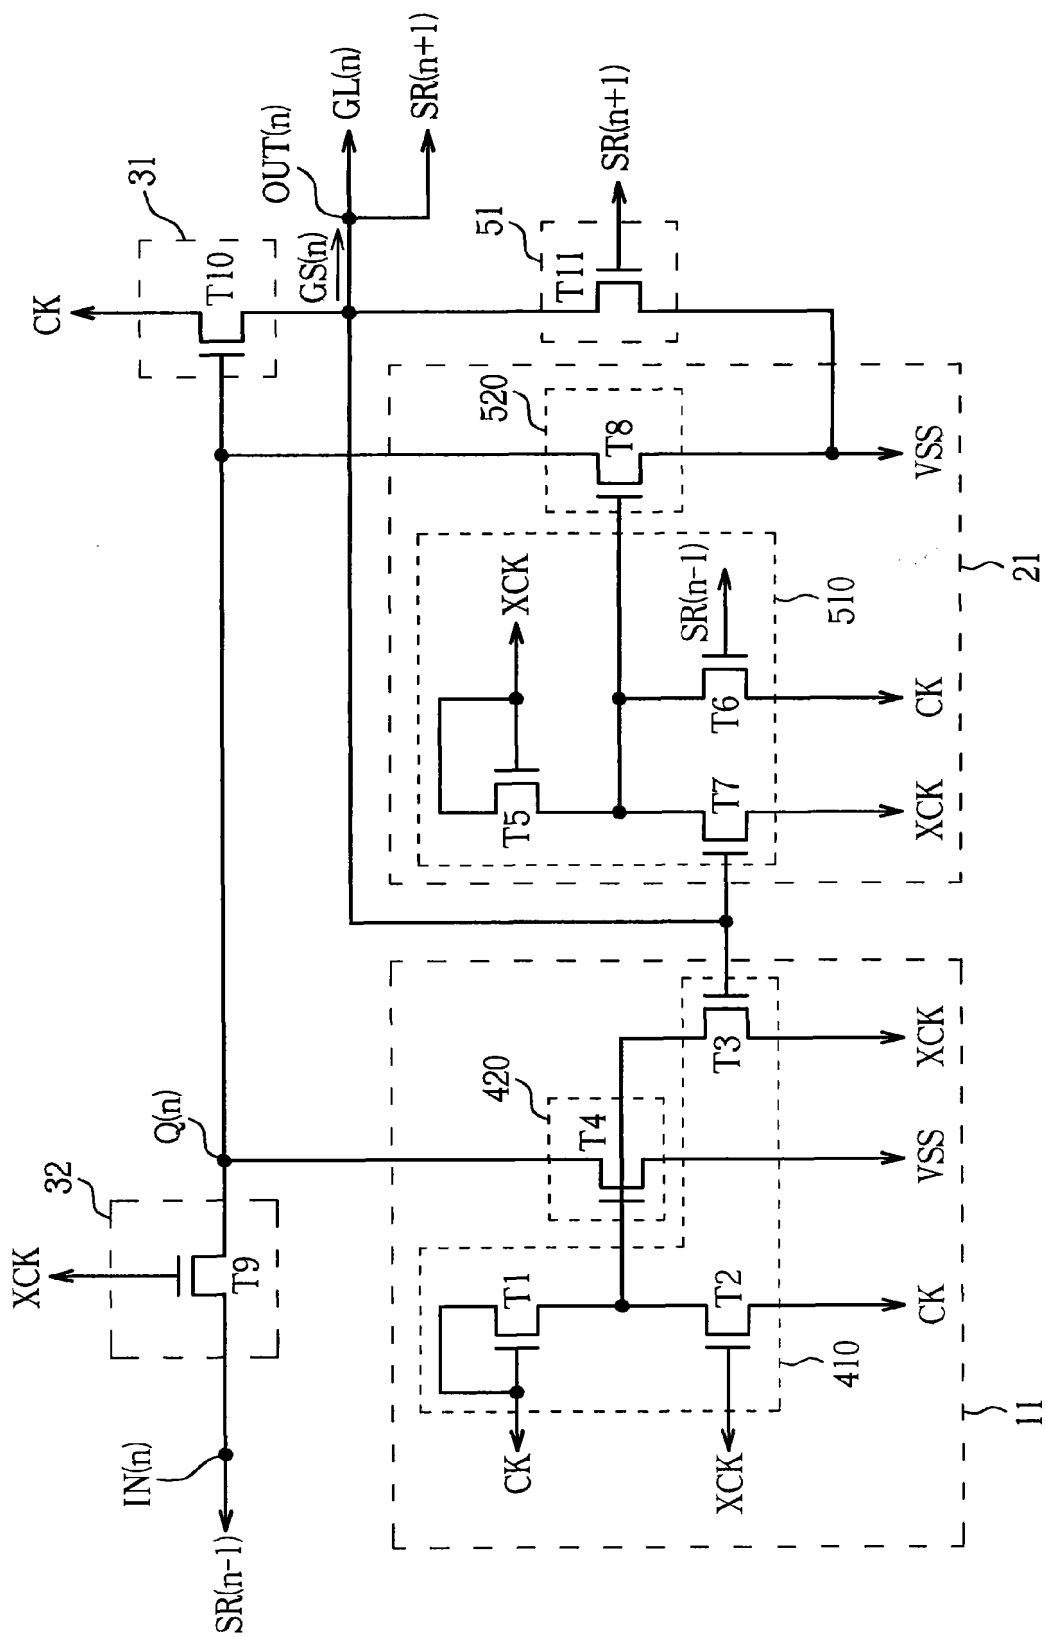 XCK
32
Q(n)
CK
31
T9
T10
IN(n)
SR(n-1)
GS(n)
OUT(n)
GL(n)
SR(n+1)
420
520
51
T1
T4
T5
XCK
T8
T11
SR(n+1)
CK
XCK
T2
T3
T7
T6
SR(n-1)
410
510
CK
VSS
XCK
XCK
CK
VSS
11
21